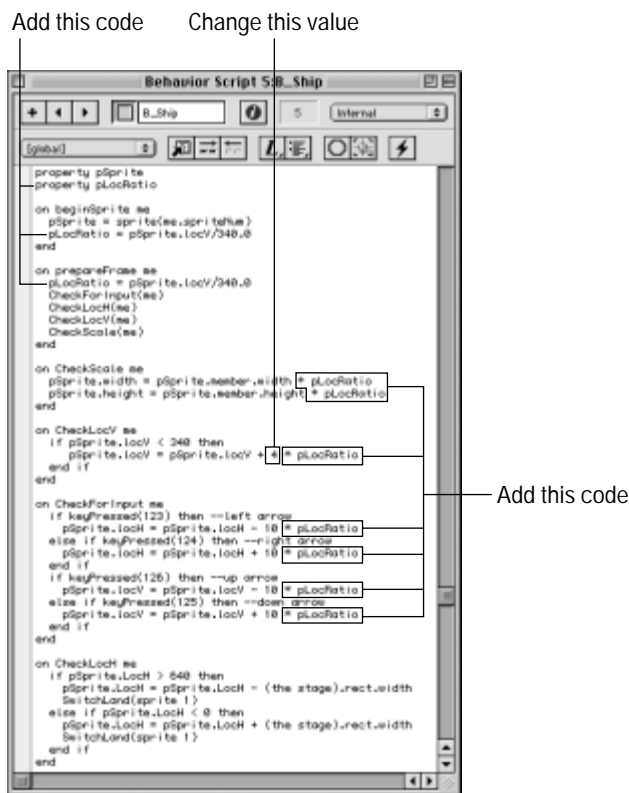 Add this code
Change this value
Behavior Script 5:B_Ship
B_Ship
5
Internal
[global]
property pSprite
property pLocRatio
on beginSprite me
pSprite = sprite(me.spriteNum)
pLocRatio = pSprite.locV/340.0
end
on prepareFrame me
pLocRatio = pSprite.locV/340.0
CheckForInput(me)
CheckLocH(me)
CheckLocV(me)
CheckScale(me)
end
on CheckScale me
pSprite.width = pSprite.member.width * pLocRatio
pSprite.height = pSprite.member.height * pLocRatio
end
on CheckLocV me
if pSprite.locV < 340 then
pSprite.locV = pSprite.locV + 4 * pLocRatio
end if
end
Add this code
on CheckForInput me
if keyPressed(123) then --left arrow
pSprite.locH = pSprite.locH - 10 * pLocRatio
else if keyPressed(124) then --right arrow
pSprite.locH = pSprite.locH + 10 * pLocRatio
end if
if keyPressed(126) then --up arrow
pSprite.locV = pSprite.locV - 10 * pLocRatio
else if keyPressed(125) then --down arrow
pSprite.locV = pSprite.locV + 10 * pLocRatio
end if
end
on CheckLocH me
if pSprite.LocH > 640 then
pSprite.LocH = pSprite.LocH - (the stage).rect.width
SwitchLand(sprite 1)
else if pSprite.LocH < 0 then
pSprite.LocH = pSprite.LocH + (the stage).rect.width
SwitchLand(sprite 1)
end if
end